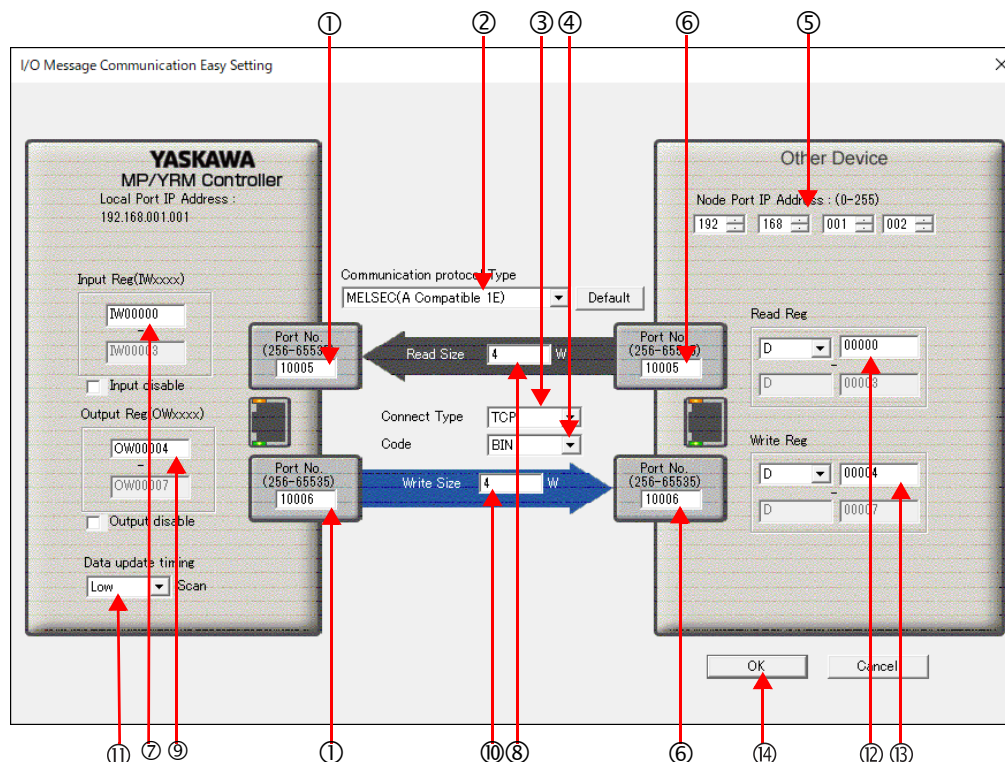 ① ② ③ ④ ⑥ ⑤
I/O Message Communication Easy Setting
YASKAWA
MP/YRM Controller
Local Port IP Address :
192.168.001.001
Other Device
Node Port IP Address : (0-255)
192 168 001 002
Communication protocol Type
MELSEC(A Compatible 1E) Default
Input Reg(IWxxxx)
IW00000
-
IW00003
Input disable
Port No.
(256-65535)
10005
Read Size 4 W
Port No.
(256-65535)
10005
Read Reg
D 00000
-
D 00003
Connect Type TCP
Code BIN
Output Reg(OWxxxx)
OW00004
-
OW00007
Output disable
Port No.
(256-65535)
10006
Write Size 4 W
Port No.
(256-65535)
10006
Write Reg
D 00004
-
D 00007
Data update timing
Low Scan
OK Cancel
⑪ ⑦ ⑨ ① ⑩ ⑧ ⑥ ⑭ ⑫ ⑬